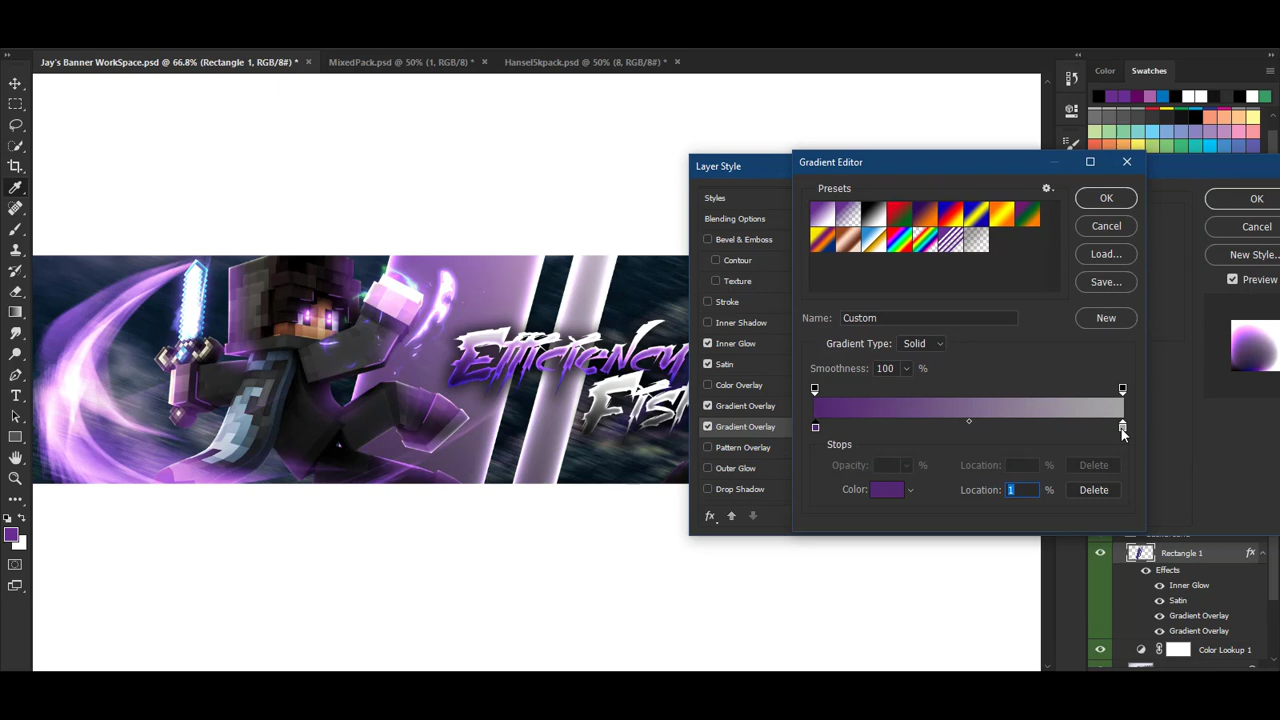 Jay's Banner WorkSpace.psd @ 66.8% (Rectangle 1, RGB/8#) *
MixedPack.psd @ 50% (1, RGB/8#) *
Hansel5kpack.psd @ 50% (8, RGB/8#) *
Color
Swatches
Layer Style
Styles
Blending Options
Bevel & Emboss
Contour
Texture
Stroke
Inner Shadow
Inner Glow
Satin
Color Overlay
Gradient Overlay
Gradient Overlay
Pattern Overlay
Outer Glow
Drop Shadow
fx
Gradient Editor
Presets
OK
Cancel
Load...
Save...
Name: Custom
New
Gradient Type: Solid
Smoothness: 100 %
Stops
Opacity: %
Location: %
Delete
Color:
Location: 1 %
Delete
OK
Cancel
New Style...
Preview
Efficiency
Rectangle 1
fx
Effects
Inner Glow
Satin
Gradient Overlay
Gradient Overlay
Color Lookup 1